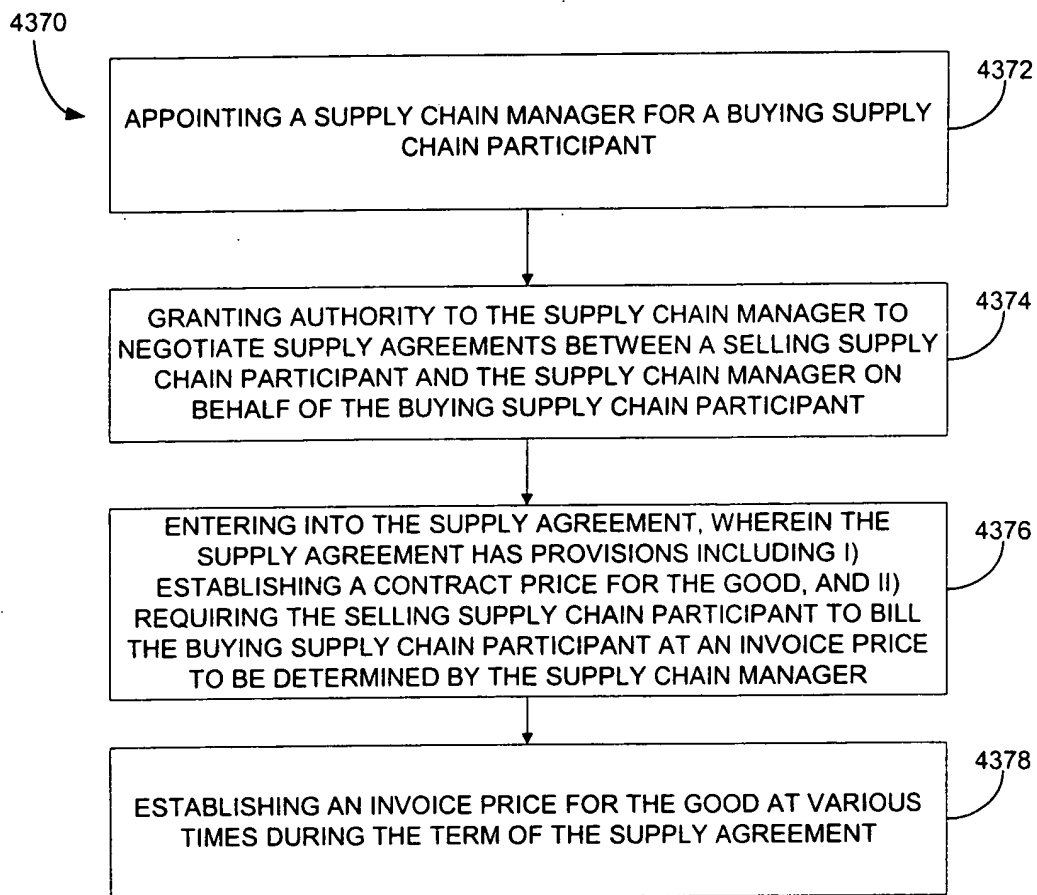 4370
4372
APPOINTING A SUPPLY CHAIN MANAGER FOR A BUYING SUPPLY
CHAIN PARTICIPANT
4374
GRANTING AUTHORITY TO THE SUPPLY CHAIN MANAGER TO
NEGOTIATE SUPPLY AGREEMENTS BETWEEN A SELLING SUPPLY
CHAIN PARTICIPANT AND THE SUPPLY CHAIN MANAGER ON
BEHALF OF THE BUYING SUPPLY CHAIN PARTICIPANT
4376
ENTERING INTO THE SUPPLY AGREEMENT, WHEREIN THE
SUPPLY AGREEMENT HAS PROVISIONS INCLUDING I)
ESTABLISHING A CONTRACT PRICE FOR THE GOOD, AND II)
REQUIRING THE SELLING SUPPLY CHAIN PARTICIPANT TO BILL
THE BUYING SUPPLY CHAIN PARTICIPANT AT AN INVOICE PRICE
TO BE DETERMINED BY THE SUPPLY CHAIN MANAGER
4378
ESTABLISHING AN INVOICE PRICE FOR THE GOOD AT VARIOUS
TIMES DURING THE TERM OF THE SUPPLY AGREEMENT